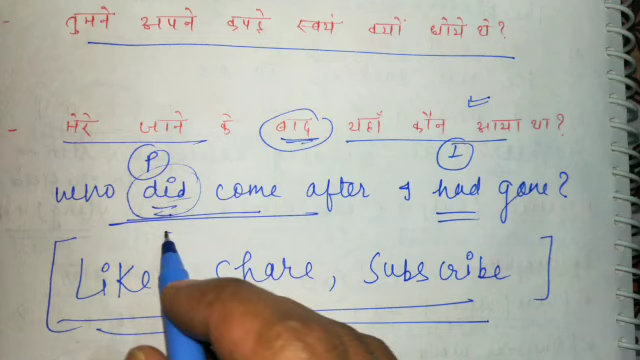 तुमने अपने कपड़े स्वयं क्यों धोये थे?
- मेरे जाने के बाद यहाँ कौन आया था?
P I
who did come after I had gone?
[Like, Share, Subscribe]